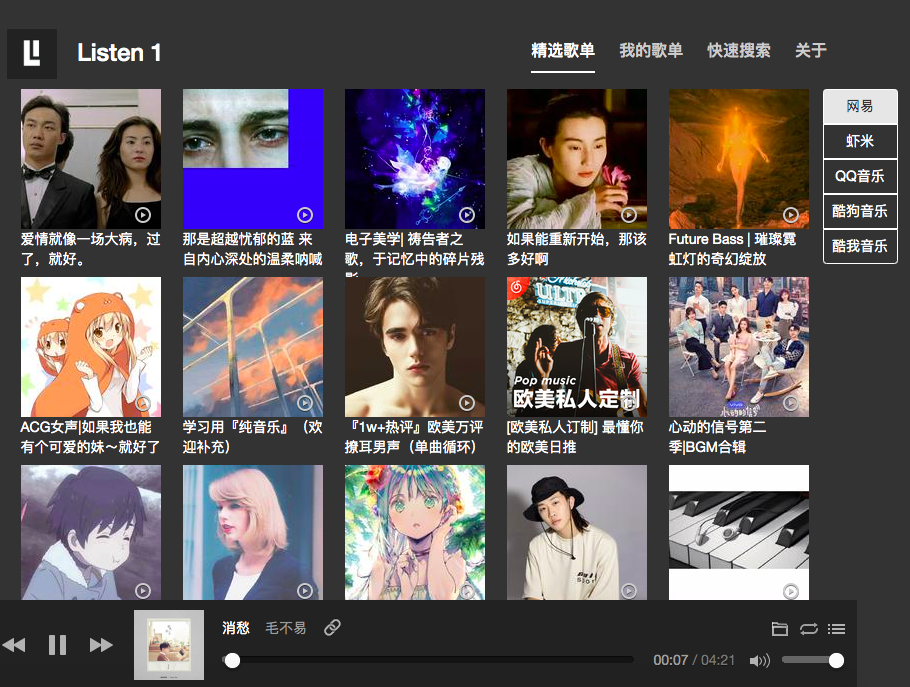 Listen 1
精选歌单
我的歌单
快速搜索
关于
网易
虾米
QQ音乐
酷狗音乐
酷我音乐
爱情就像一场大病，过
了，就好。
那是超越忧郁的蓝 来
自内心深处的温柔呐喊
电子美学| 祷告者之
歌，于记忆中的碎片残
如果能重新开始，那该
多好啊
Future Bass | 璀璨霓
虹灯的奇幻绽放
Pop music
欧美私人定制
vivo
ACG女声|如果我也能
有个可爱的妹～就好了
学习用『纯音乐』（欢
迎补充）
『1w+热评』欧美万评
撩耳男声（单曲循环）
[欧美私人订制] 最懂你
的欧美日推
心动的信号第二
季|BGM合辑
消愁 毛不易
00:07 / 04:21